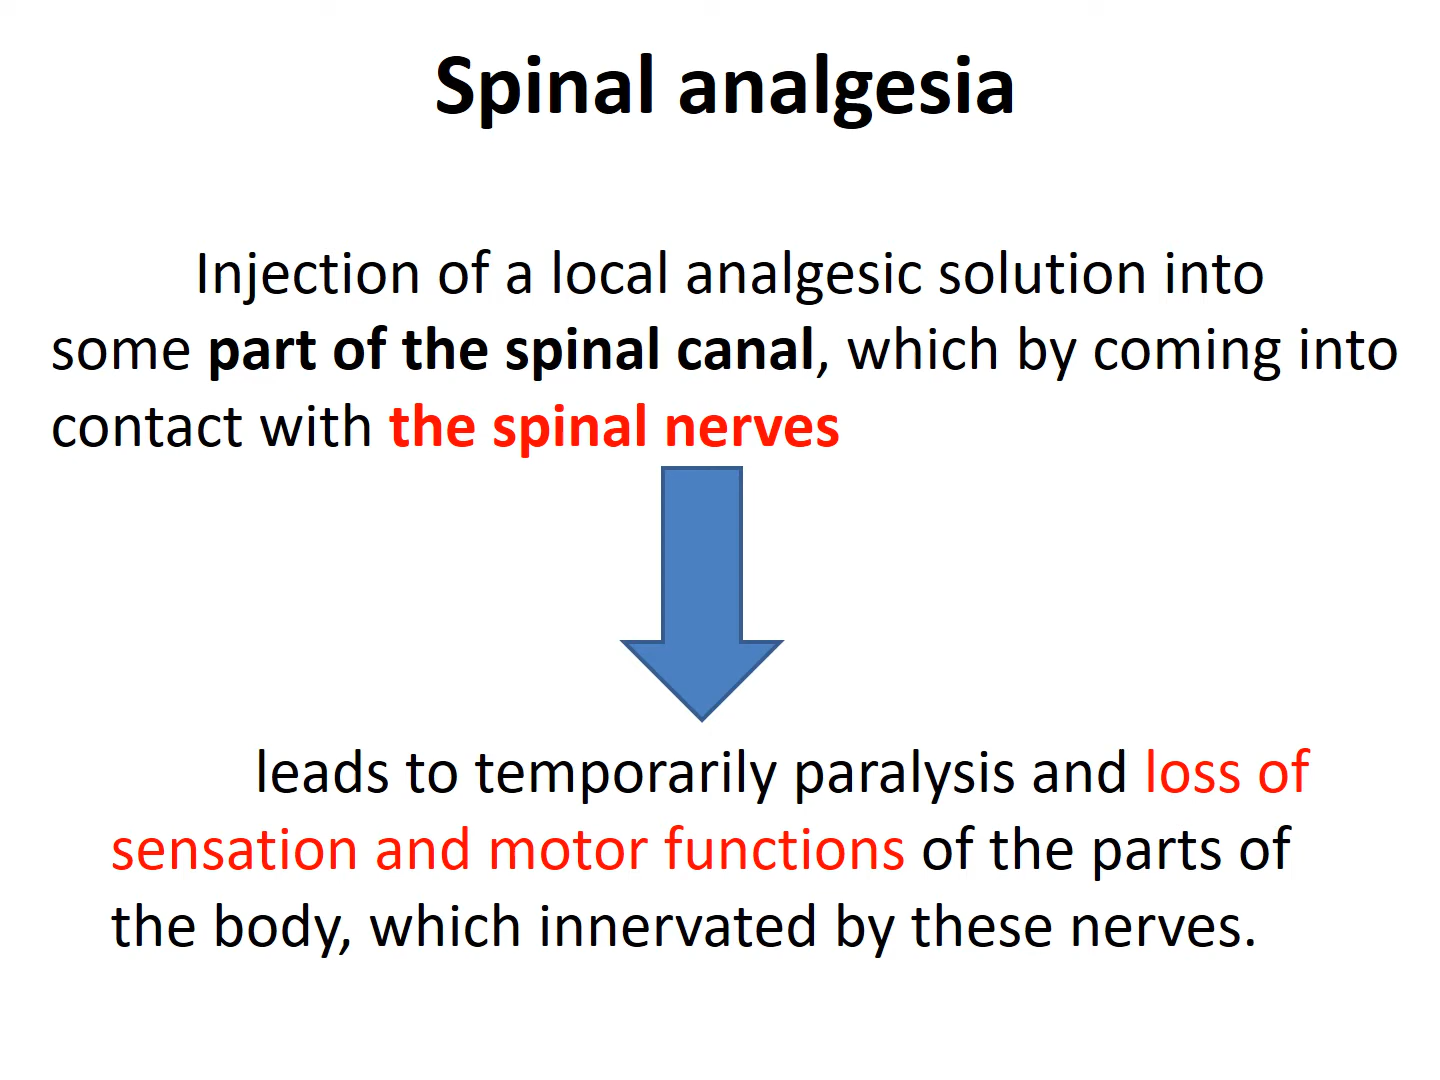 Spinal analgesia
Injection of a local analgesic solution into
some part of the spinal canal, which by coming into
contact with the spinal nerves
leads to temporarily paralysis and loss of
sensation and motor functions of the parts of
the body, which innervated by these nerves.